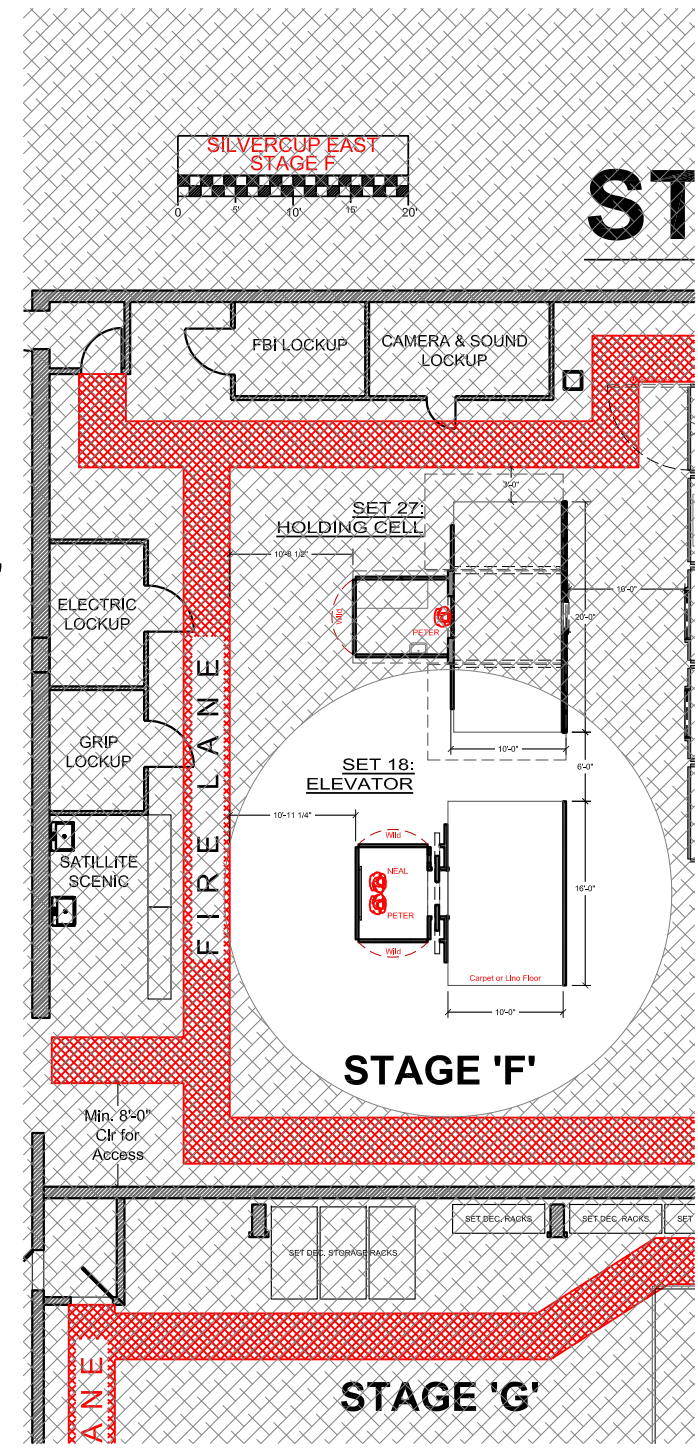 SILVERCUP EAST
STAGE F
0 5' 10' 15' 20'
ST
FBI LOCKUP
CAMERA & SOUND
LOCKUP
3'-0"
SET 27:
HOLDING CELL
10'-8 1/2"
10'-0"
20'-0"
Wild
PETER
ELECTRIC
LOCKUP
FIRE LANE
GRIP
LOCKUP
10'-0"
6'-0"
SET 18:
ELEVATOR
10'-11 1/4"
Wild
NEAL
PETER
Wild
16'-0"
SATILLITE
SCENIC
Carpet or Lino Floor
10'-0"
STAGE 'F'
Min. 8'-0"
Clr for
Access
SET DEC. STORAGE RACKS
SET DEC. RACKS
SET DEC. RACKS
SET
ANE
STAGE 'G'